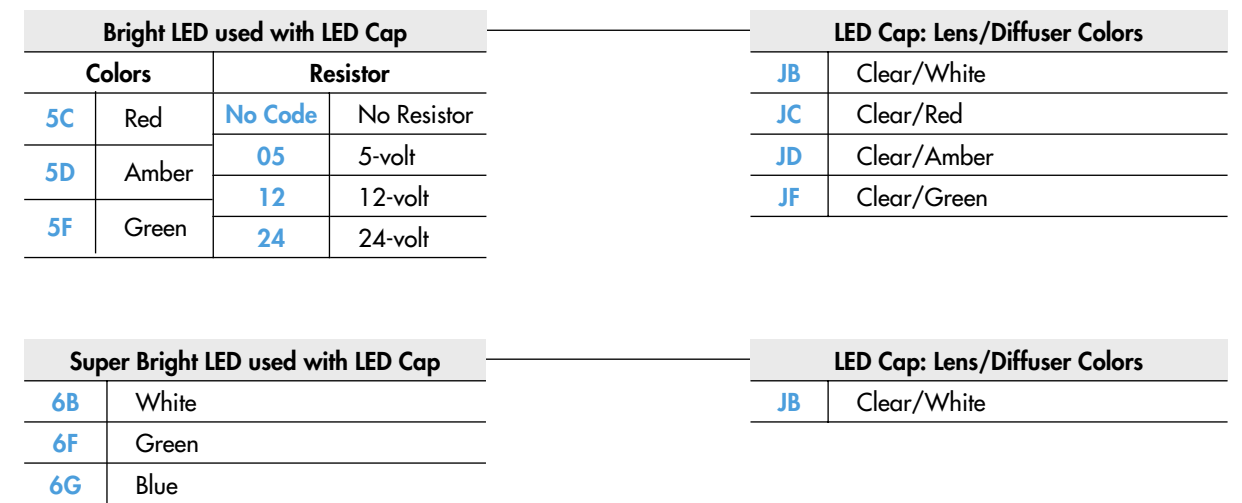 Bright LED used with LED Cap
Colors Resistor
5C Red No Code No Resistor
05 5-volt
5D Amber
12 12-volt
5F Green
24 24-volt
LED Cap: Lens/Diffuser Colors
JB Clear/White
JC Clear/Red
JD Clear/Amber
JF Clear/Green
Super Bright LED used with LED Cap
6B White
6F Green
6G Blue
LED Cap: Lens/Diffuser Colors
JB Clear/White